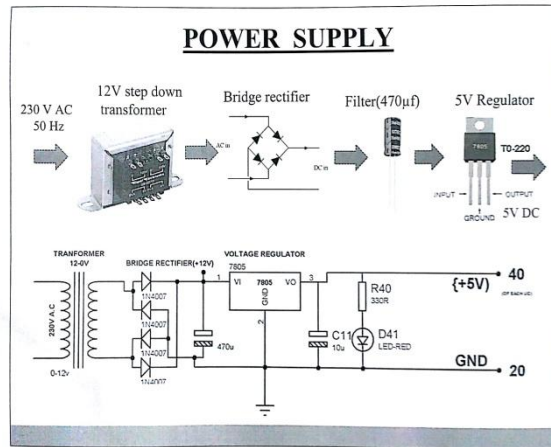 POWER SUPPLY
230 V AC
50 Hz
12V step down
transformer
Bridge rectifier
AC in
DC in
Filter(470µf)
5V Regulator
7805
TO-220
INPUT
OUTPUT
GROUND
5V DC
TRANFORMER
12-0V
230V A.C
0-12v
BRIDGE RECTIFIER(+12V)
1N4007
1N4007
1N4007
1N4007
470u
VOLTAGE REGULATOR
7805
1
VI
7805
VO
3
GND
2
C11
10u
R40
330R
D41
LED-RED
{+5V)
40
GND
20